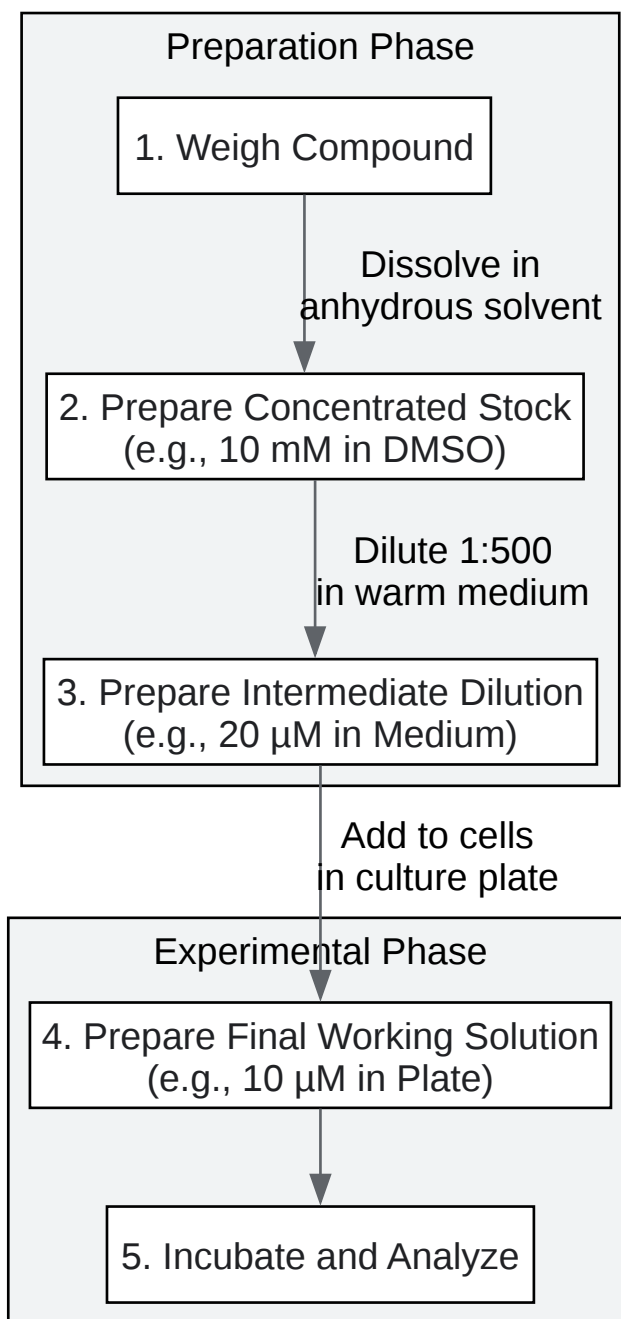 Preparation Phase
1. Weigh Compound
Dissolve in
anhydrous solvent
2. Prepare Concentrated Stock
(e.g., 10 mM in DMSO)
Dilute 1:500
in warm medium
3. Prepare Intermediate Dilution
(e.g., 20 µM in Medium)
Add to cells
in culture plate
Experimental Phase
4. Prepare Final Working Solution
(e.g., 10 µM in Plate)
5. Incubate and Analyze